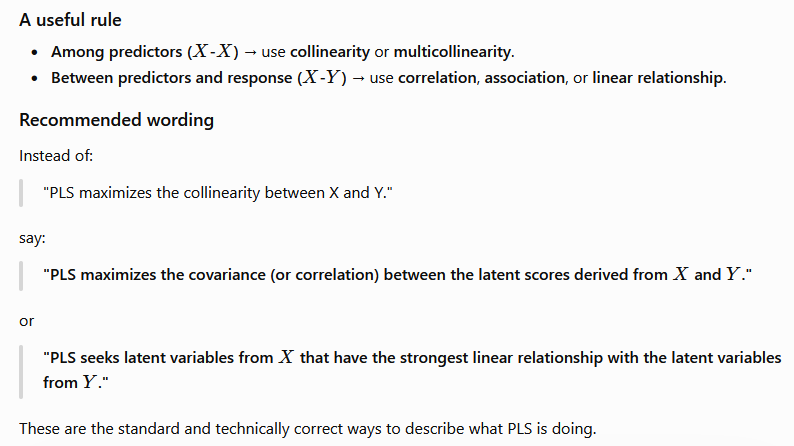 A useful rule
• Among predictors (X-X) → use collinearity or multicollinearity.
• Between predictors and response (X-Y) → use correlation, association, or linear relationship.
Recommended wording
Instead of:
"PLS maximizes the collinearity between X and Y."
say:
"PLS maximizes the covariance (or correlation) between the latent scores derived from X and Y."
or
"PLS seeks latent variables from X that have the strongest linear relationship with the latent variables
from Y."
These are the standard and technically correct ways to describe what PLS is doing.